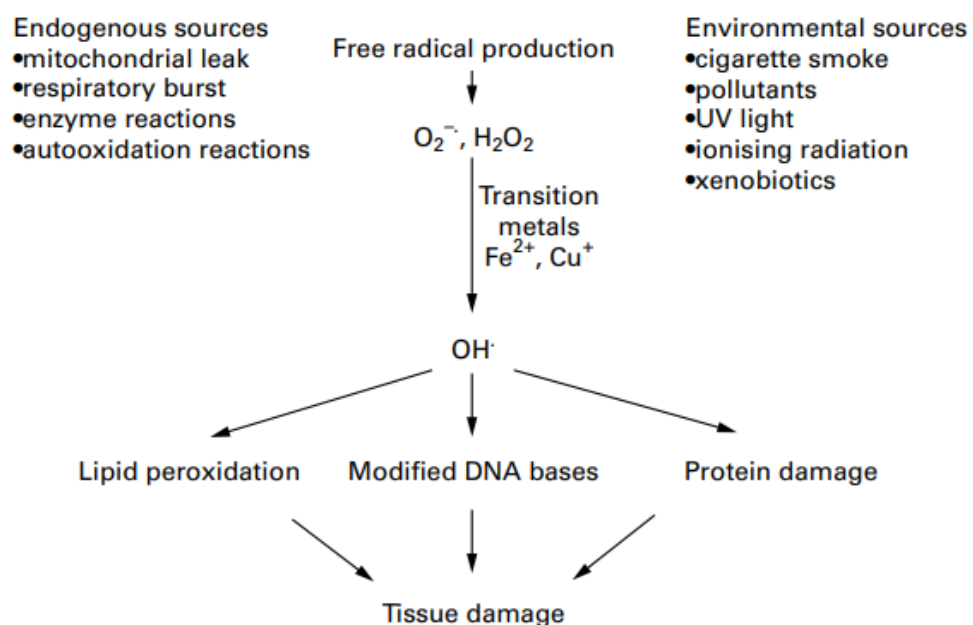 Endogenous sources
•mitochondrial leak
•respiratory burst
•enzyme reactions
•autooxidation reactions
Free radical production
Environmental sources
•cigarette smoke
•pollutants
•UV light
•ionising radiation
•xenobiotics
O₂⁻·, H₂O₂
Transition
metals
Fe²⁺, Cu⁺
OH·
Lipid peroxidation
Modified DNA bases
Protein damage
Tissue damage